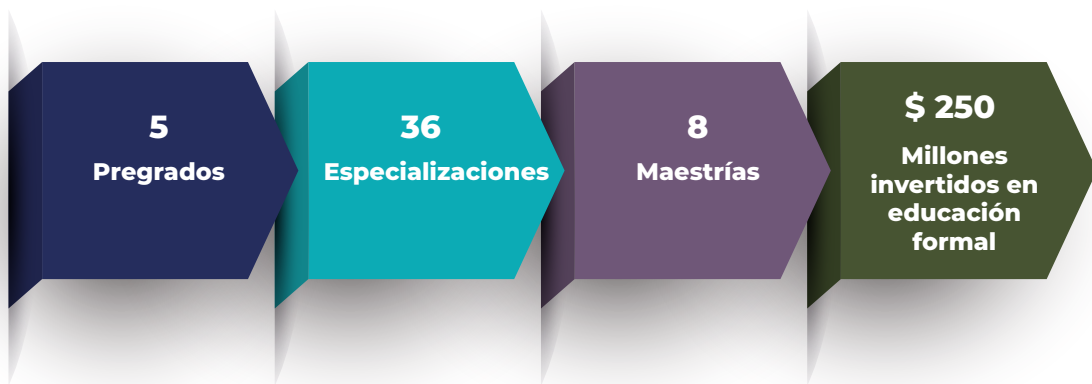 5
Pregrados
36
Especializaciones
8
Maestrías
$ 250
Millones
invertidos en
educación
formal